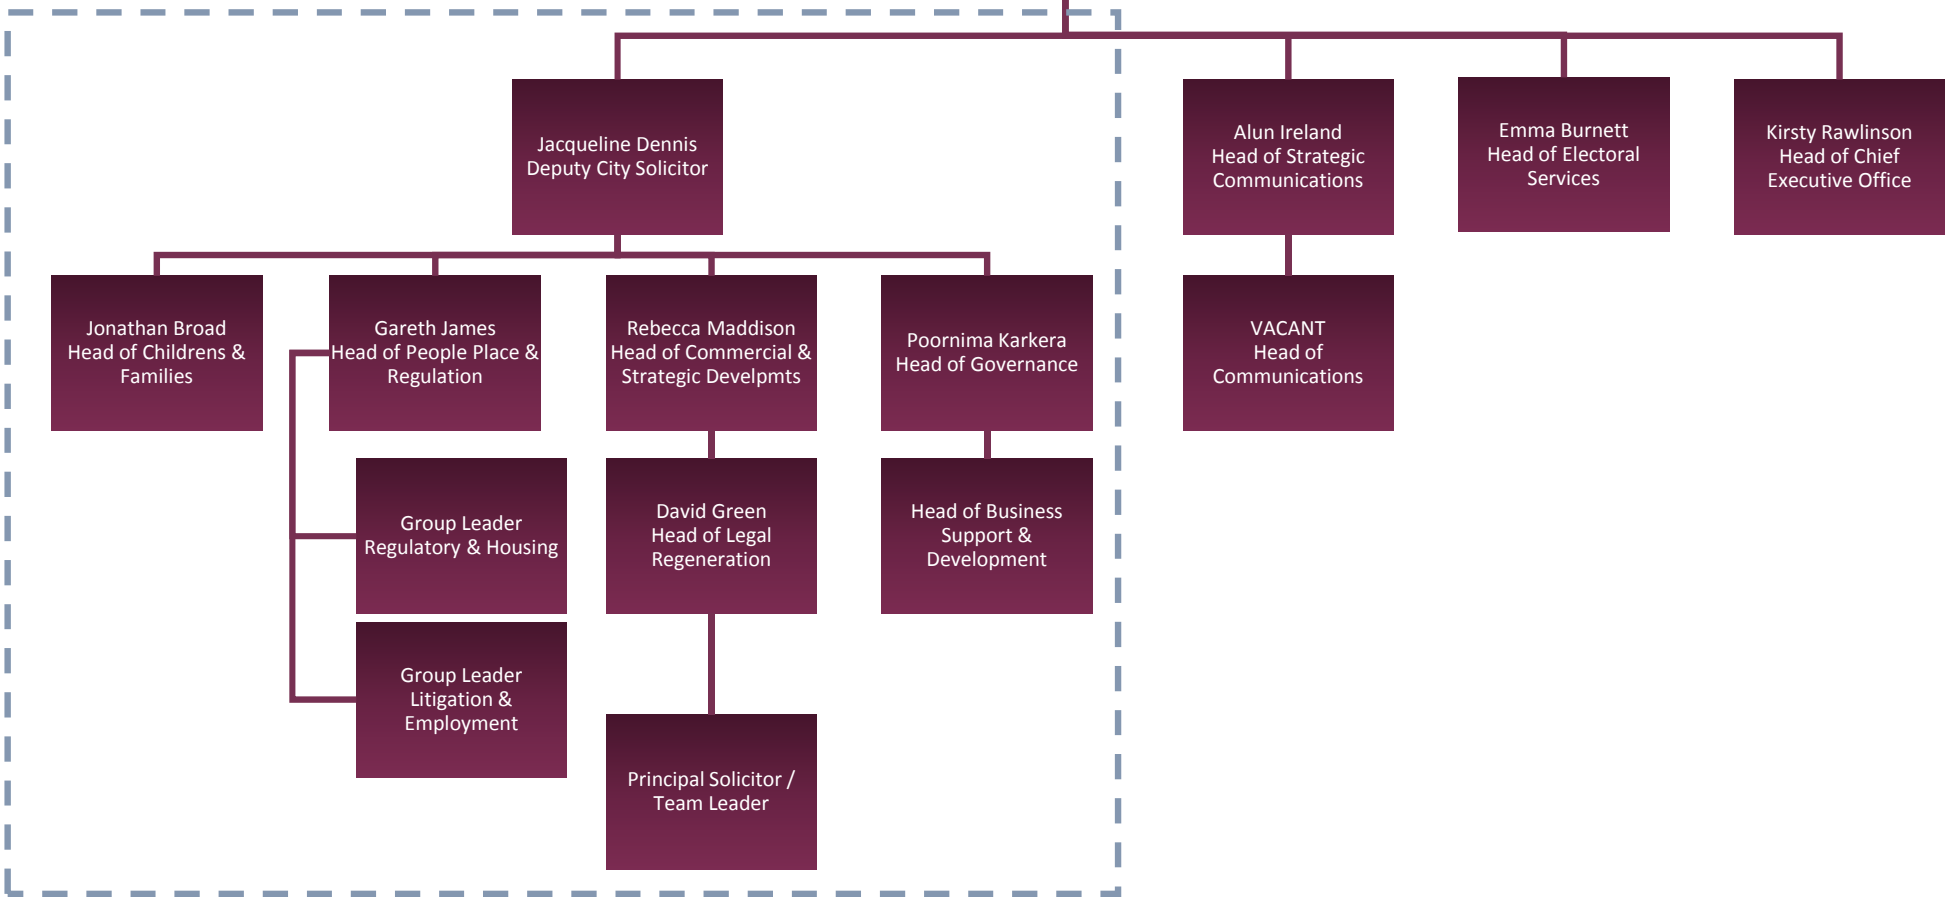 Jacqueline Dennis
Deputy City Solicitor
Alun Ireland
Head of Strategic
Communications
Emma Burnett
Head of Electoral
Services
Kirsty Rawlinson
Head of Chief
Executive Office
Jonathan Broad
Head of Childrens &
Families
Gareth James
Head of People Place &
Regulation
Rebecca Maddison
Head of Commercial &
Strategic Develpmts
Poornima Karkera
Head of Governance
VACANT
Head of
Communications
Group Leader
Regulatory & Housing
David Green
Head of Legal
Regeneration
Head of Business
Support &
Development
Group Leader
Litigation &
Employment
Principal Solicitor /
Team Leader